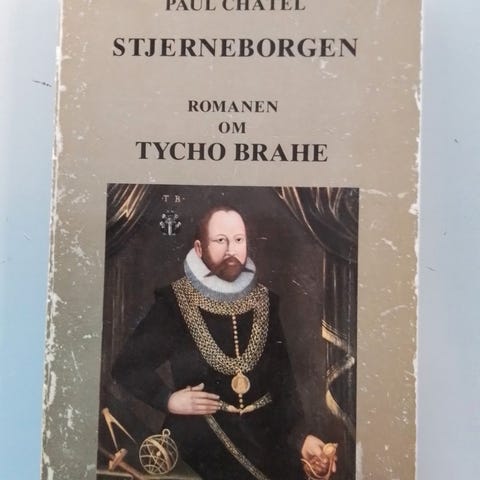 PAUL CHATEL
STJERNEBORGEN
ROMANEN
OM
TYCHO BRAHE
T B